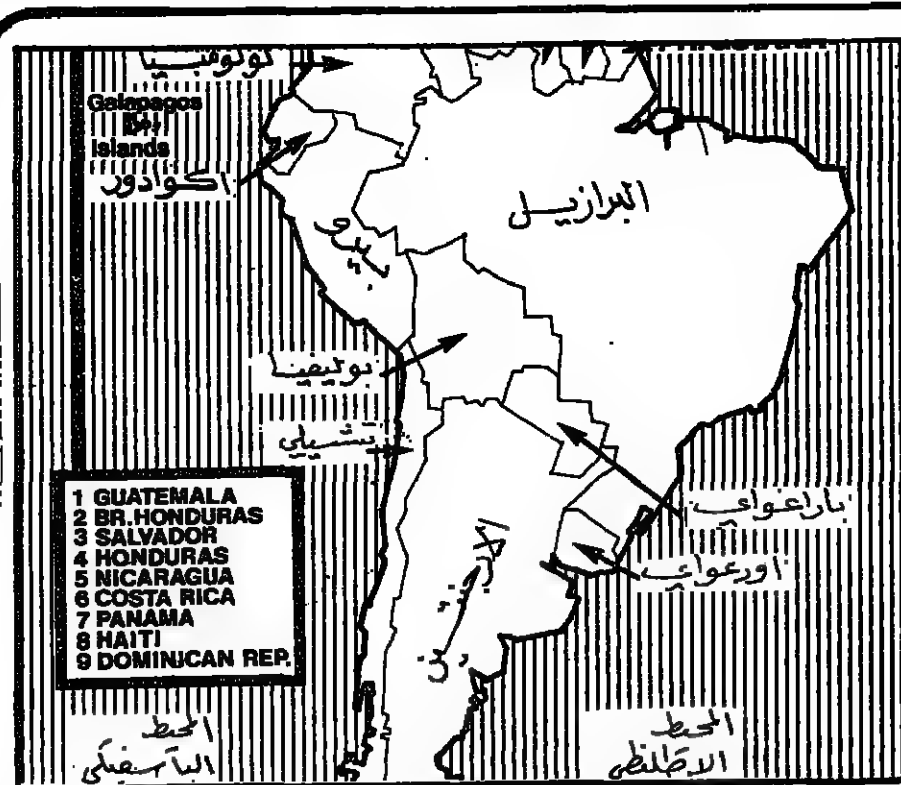 كولومبيا
Galapagos
Islands
اكوادور
البرازيل
بيرو
بوليفيا
تشيلي
باراغواي
اورغواي
1 GUATEMALA
2 BR.HONDURAS
3 SALVADOR
4 HONDURAS
5 NICARAGUA
6 COSTA RICA
7 PANAMA
8 HAITI
9 DOMINICAN REP.
المحيط
الباسفيكي
المحيط
الاطلنطي